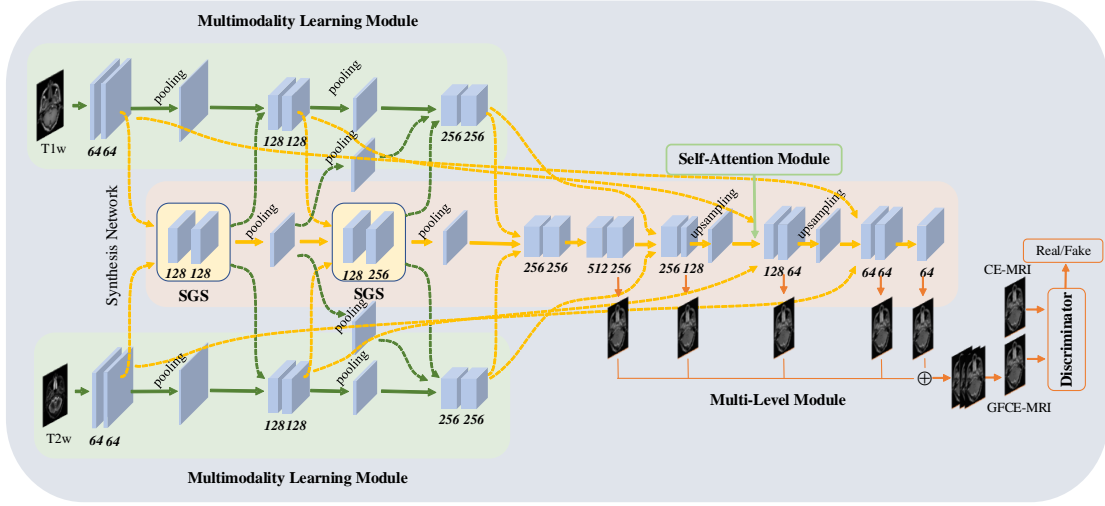 Multimodality Learning Module
pooling
pooling
T1w
64 64
128 128
256 256
pooling
Self-Attention Module
Synthesis Network
pooling
pooling
upsampling
upsampling
128 128
128 256
256 256
512 256
256 128
128 64
64 64
64
SGS
SGS
Real/Fake
CE-MRI
Discriminator
pooling
pooling
pooling
T2w
64 64
128 128
256 256
Multi-Level Module
GFCE-MRI
Multimodality Learning Module